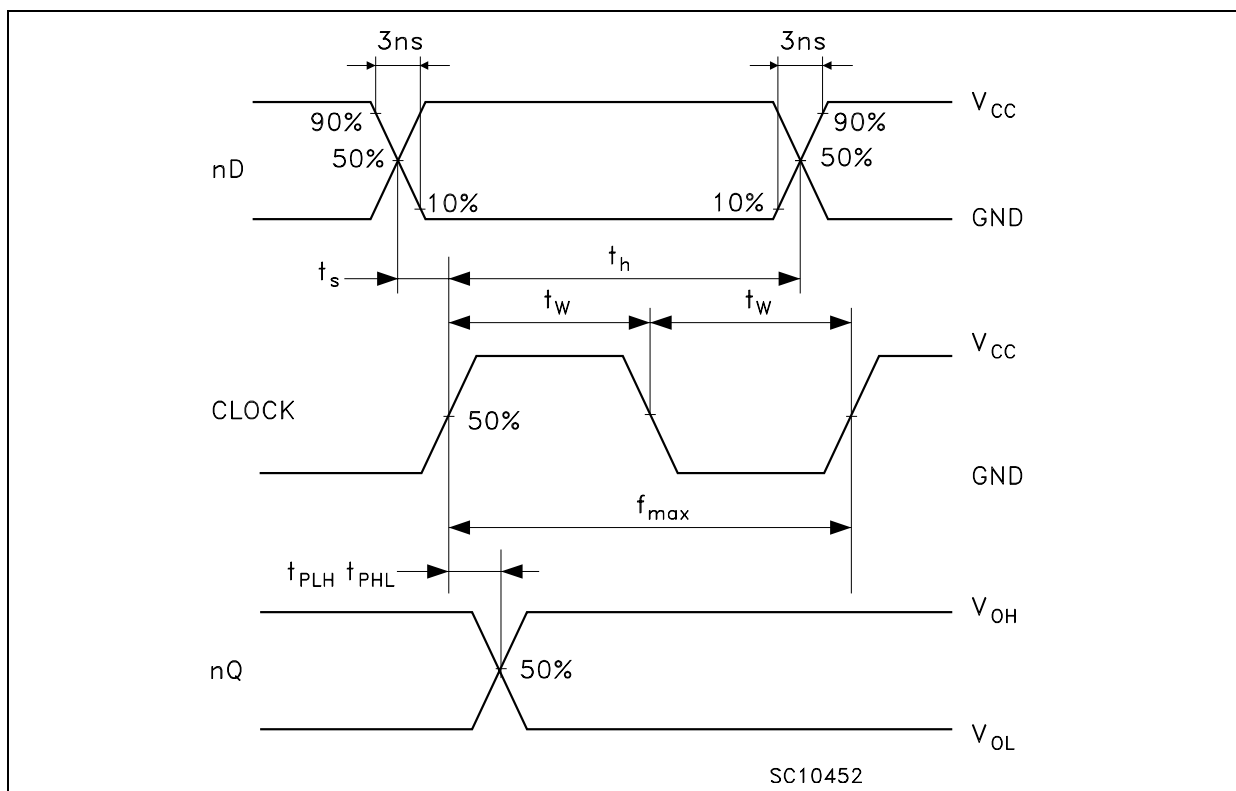 3ns 3ns
V_CC
90% 90%
50% 50%
nD
10% 10%
GND
t_s t_h
t_W t_W
V_CC
CLOCK
50%
GND
f_max
t_PLH t_PHL
V_OH
nQ
50%
V_OL
SC10452